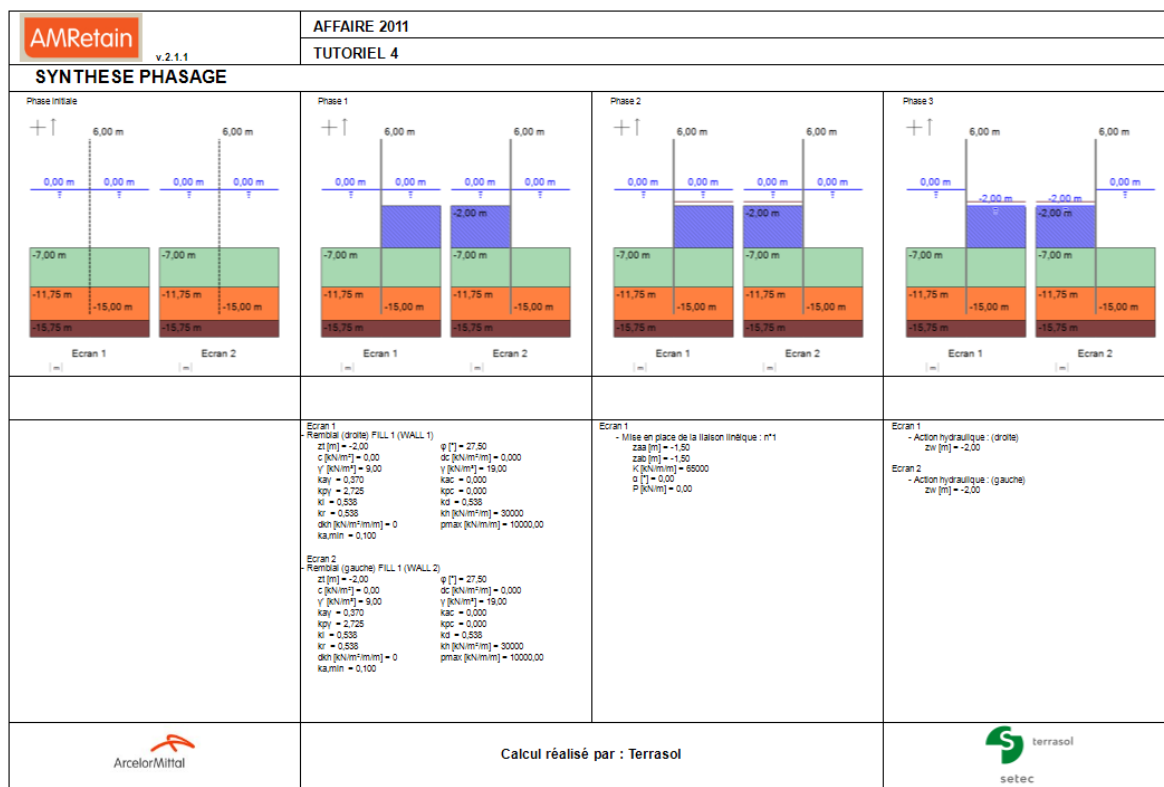 AMRetain
v.2.1.1
AFFAIRE 2011
TUTORIEL 4
SYNTHESE PHASAGE
Phase Initiale
6,00 m 6,00 m
0,00 m 0,00 m 0,00 m 0,00 m
-7,00 m -7,00 m
-11,75 m -11,75 m
-15,00 m -15,00 m
-15,75 m -15,75 m
Ecran 1 Ecran 2
|m| |m|
Phase 1
6,00 m 6,00 m
0,00 m 0,00 m 0,00 m 0,00 m
-2,00 m
-7,00 m -7,00 m
-11,75 m -11,75 m
-15,00 m -15,00 m
-15,75 m -15,75 m
Ecran 1 Ecran 2
|m| |m|
Phase 2
6,00 m 6,00 m
0,00 m 0,00 m 0,00 m 0,00 m
-2,00 m
-7,00 m -7,00 m
-11,75 m -11,75 m
-15,00 m -15,00 m
-15,75 m -15,75 m
Ecran 1 Ecran 2
|m| |m|
Phase 3
6,00 m 6,00 m
0,00 m 0,00 m
-2,00 m -2,00 m
-2,00 m
-7,00 m -7,00 m
-11,75 m -11,75 m
-15,00 m -15,00 m
-15,75 m -15,75 m
Ecran 1 Ecran 2
|m| |m|
Ecran 1
- Remblai (droite) FILL 1 (WALL 1)
zt [m] = -2,00 φ [°] = 27,50
c [kN/m²] = 0,00 dc [kN/m²/m] = 0,000
γ' [kN/m³] = 9,00 γ [kN/m³] = 19,00
kaγ = 0,370 kac = 0,000
kpγ = 2,725 kpc = 0,000
ki = 0,538 kd = 0,538
kr = 0,538 kh [kN/m²/m] = 30000
dkh [kN/m²/m/m] = 0 pmax [kN/m/m] = 10000,00
ka,min = 0,100
Ecran 2
- Remblai (gauche) FILL 1 (WALL 2)
zt [m] = -2,00 φ [°] = 27,50
c [kN/m²] = 0,00 dc [kN/m²/m] = 0,000
γ' [kN/m³] = 9,00 γ [kN/m³] = 19,00
kaγ = 0,370 kac = 0,000
kpγ = 2,725 kpc = 0,000
ki = 0,538 kd = 0,538
kr = 0,538 kh [kN/m²/m] = 30000
dkh [kN/m²/m/m] = 0 pmax [kN/m/m] = 10000,00
ka,min = 0,100
Ecran 1
- Mise en place de la liaison linéique : n°1
zaa [m] = -1,50
zab [m] = -1,50
K [kN/m/m] = 65000
α [°] = 0,00
P [kN/m] = 0,00
Ecran 1
- Action hydraulique : (droite)
zw [m] = -2,00
Ecran 2
- Action hydraulique : (gauche)
zw [m] = -2,00
ArcelorMittal
Calcul réalisé par : Terrasol
terrasol
setec